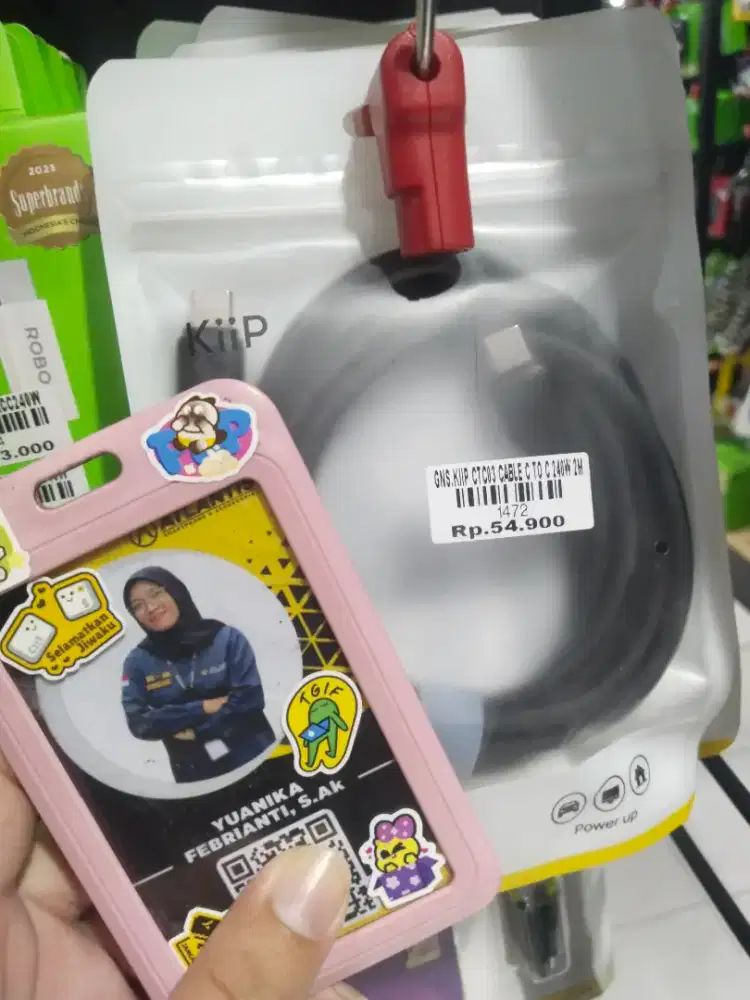 2023
Superbrands
ROBO
3.000
KiiP
GNS.KIIP CTC03 CABLE C TO C 240W 2M
1472
Rp.54.900
Selamatkan
Jiwaku
TGIF
YUANIKA
FEBRIANTI, S.Ak
Power up